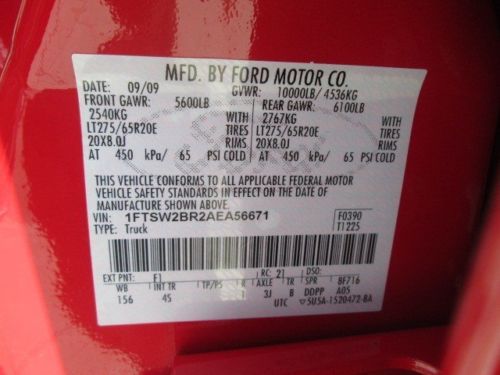 MFD. BY FORD MOTOR CO.
DATE: 09/09 GVWR: 10000LB/ 4536KG
FRONT GAWR: 5600LB REAR GAWR: 6100LB
2540KG WITH 2767KG WITH
LT275/65R20E TIRES LT275/65R20E TIRES
20X8.0J RIMS 20X8.0J RIMS
AT 450 kPa/ 65 PSI COLD AT 450 kPa/ 65 PSI COLD
THIS VEHICLE CONFORMS TO ALL APPLICABLE FEDERAL MOTOR
VEHICLE SAFETY STANDARDS IN EFFECT ON THE DATE OF
MANUFACTURE SHOWN ABOVE.
VIN: 1FTSW2BR2AEA56671 F0390
TYPE: Truck T1225
EXT PNT: F1 RC: 21 DSO:
WB INT TR TP/PS R AXLE TR SPR BF716
156 4S 1 3J B DDPP A05
UTC 5U5A-1520472-BA